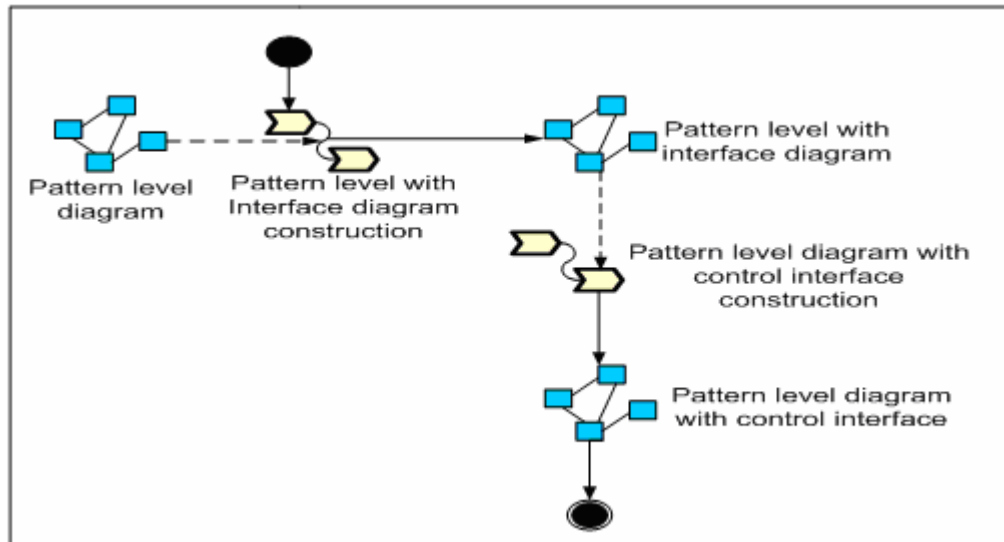 Pattern level
diagram
Pattern level with
Interface diagram
construction
Pattern level with
interface diagram
Pattern level diagram with
control interface
construction
Pattern level diagram
with control interface